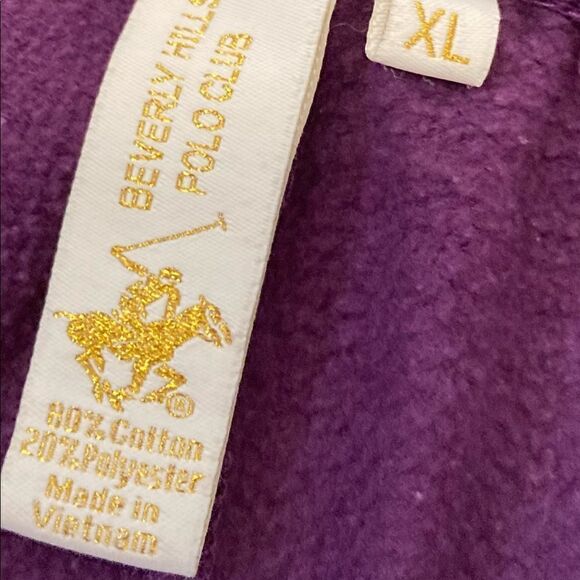 BEVERLY HILLS
POLO CLUB
®
80% Cotton
20% Polyester
Made in
Vietnam
XL